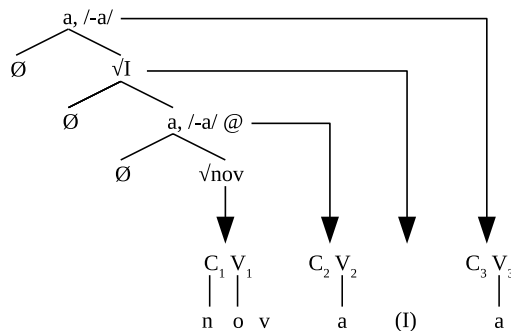 a, /-a/
Ø √I
Ø a, /-a/ @
Ø √nov
C₁ V₁ C₂ V₂ C₃ V₃
n o v a (I) a